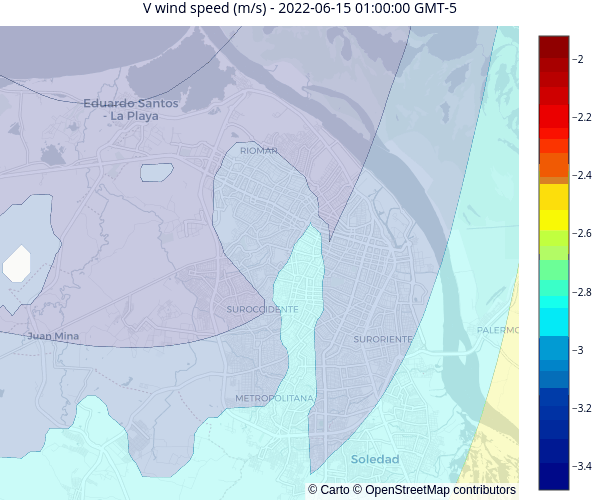 V wind speed (m/s) - 2022-06-15 01:00:00 GMT-5
Eduardo Santos
- La Playa
RIOMAR
SUROCCIDENTE
Juan Mina
SURORIENTE
PALERMO
METROPOLITANA
Soledad
© Carto © OpenStreetMap contributors
−2
−2.2
−2.4
−2.6
−2.8
−3
−3.2
−3.4